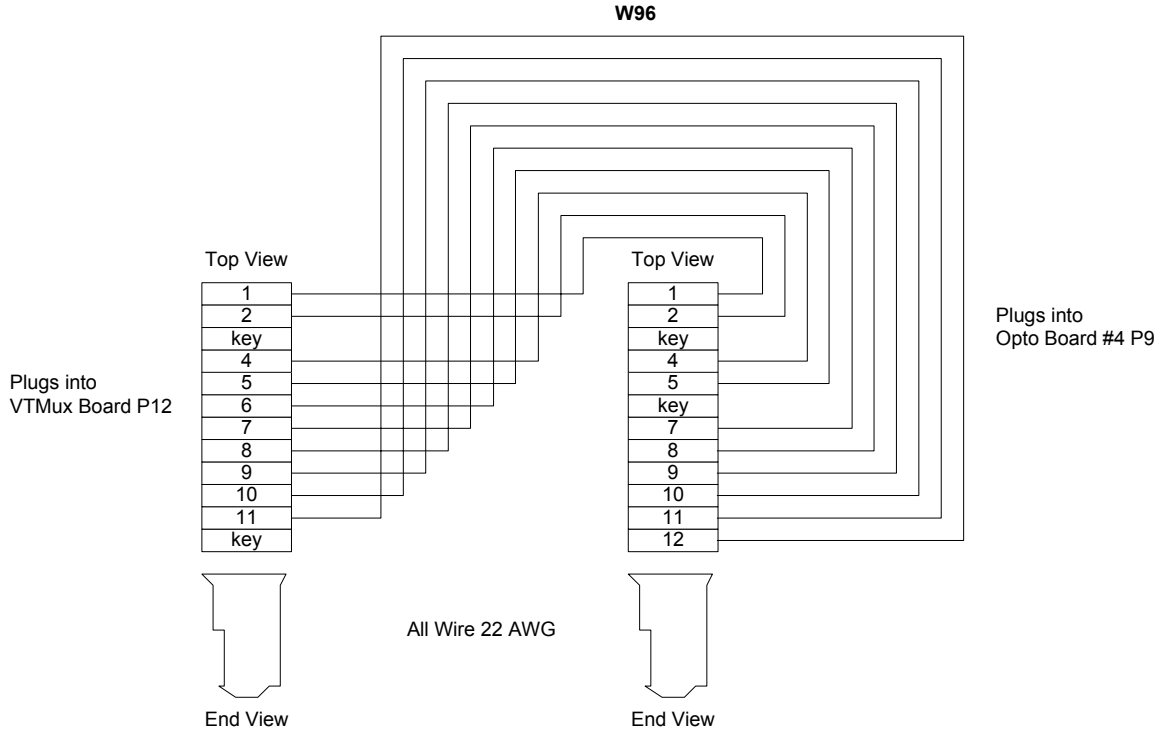 W96
Top View
1
2
key
4
5
6
7
8
9
10
11
key
Plugs into
VTMux Board P12
End View
All Wire 22 AWG
Top View
1
2
key
4
5
key
7
8
9
10
11
12
Plugs into
Opto Board #4 P9
End View